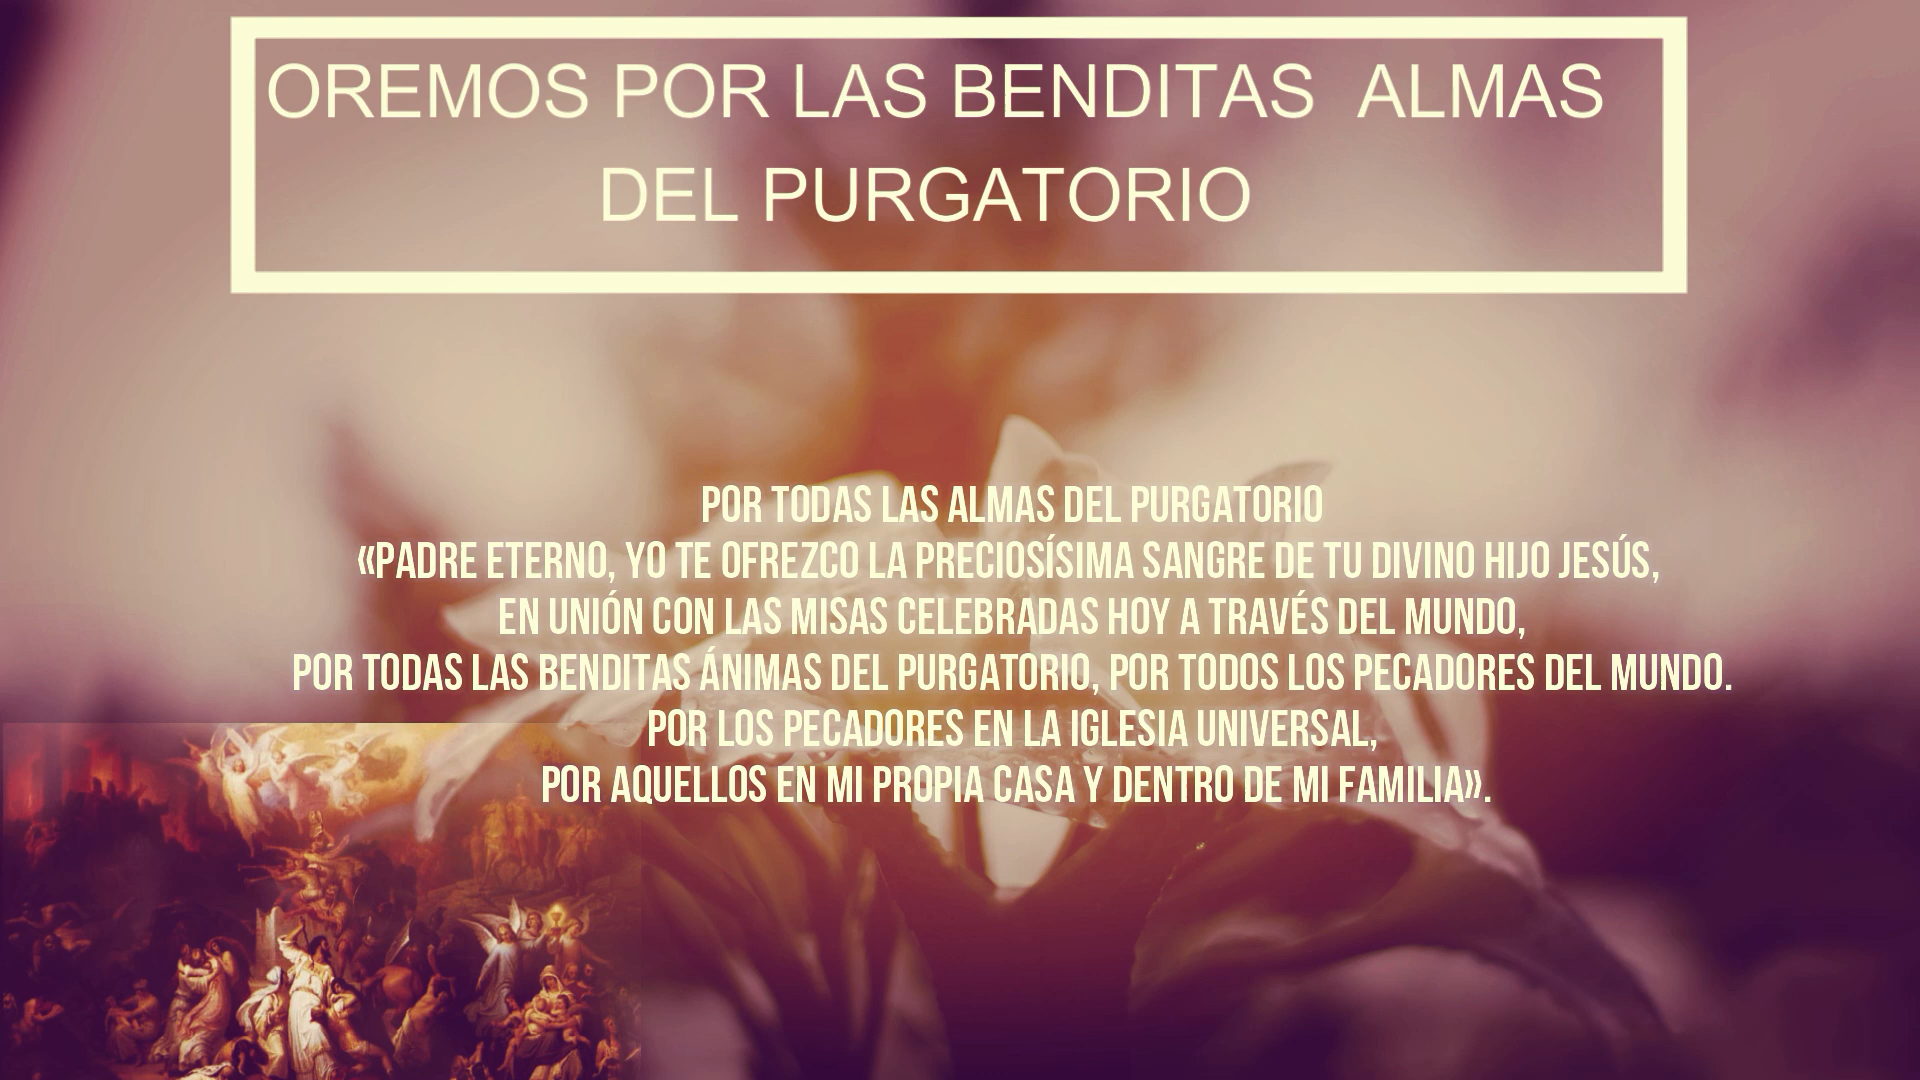 OREMOS POR LAS BENDITAS ALMAS
DEL PURGATORIO
POR TODAS LAS ALMAS DEL PURGATORIO
«PADRE ETERNO, YO TE OFREZCO LA PRECIOSÍSIMA SANGRE DE TU DIVINO HIJO JESÚS,
EN UNIÓN CON LAS MISAS CELEBRADAS HOY A TRAVÉS DEL MUNDO,
POR TODAS LAS BENDITAS ÁNIMAS DEL PURGATORIO, POR TODOS LOS PECADORES DEL MUNDO.
POR LOS PECADORES EN LA IGLESIA UNIVERSAL,
POR AQUELLOS EN MI PROPIA CASA Y DENTRO DE MI FAMILIA».